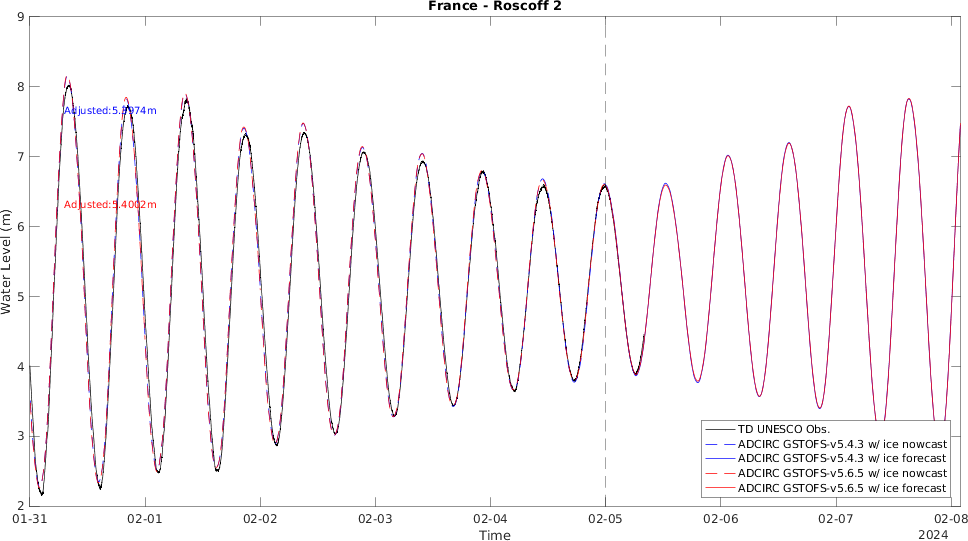 France - Roscoff 2
9
8
7
6
5
4
3
2
Water Level (m)
Adjusted:5.3974m
Adjusted:5.4002m
TD UNESCO Obs.
ADCIRC GSTOFS-v5.4.3 w/ ice nowcast
ADCIRC GSTOFS-v5.4.3 w/ ice forecast
ADCIRC GSTOFS-v5.6.5 w/ ice nowcast
ADCIRC GSTOFS-v5.6.5 w/ ice forecast
01-31 02-01 02-02 02-03 02-04 02-05 02-06 02-07 02-08
Time
2024